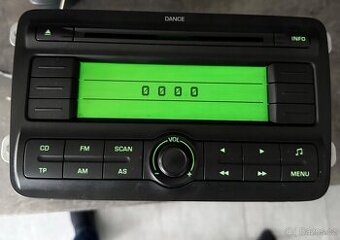 DANCE
INFO
0000
CD FM SCAN
VOL
TP AM AS
- +
MENU